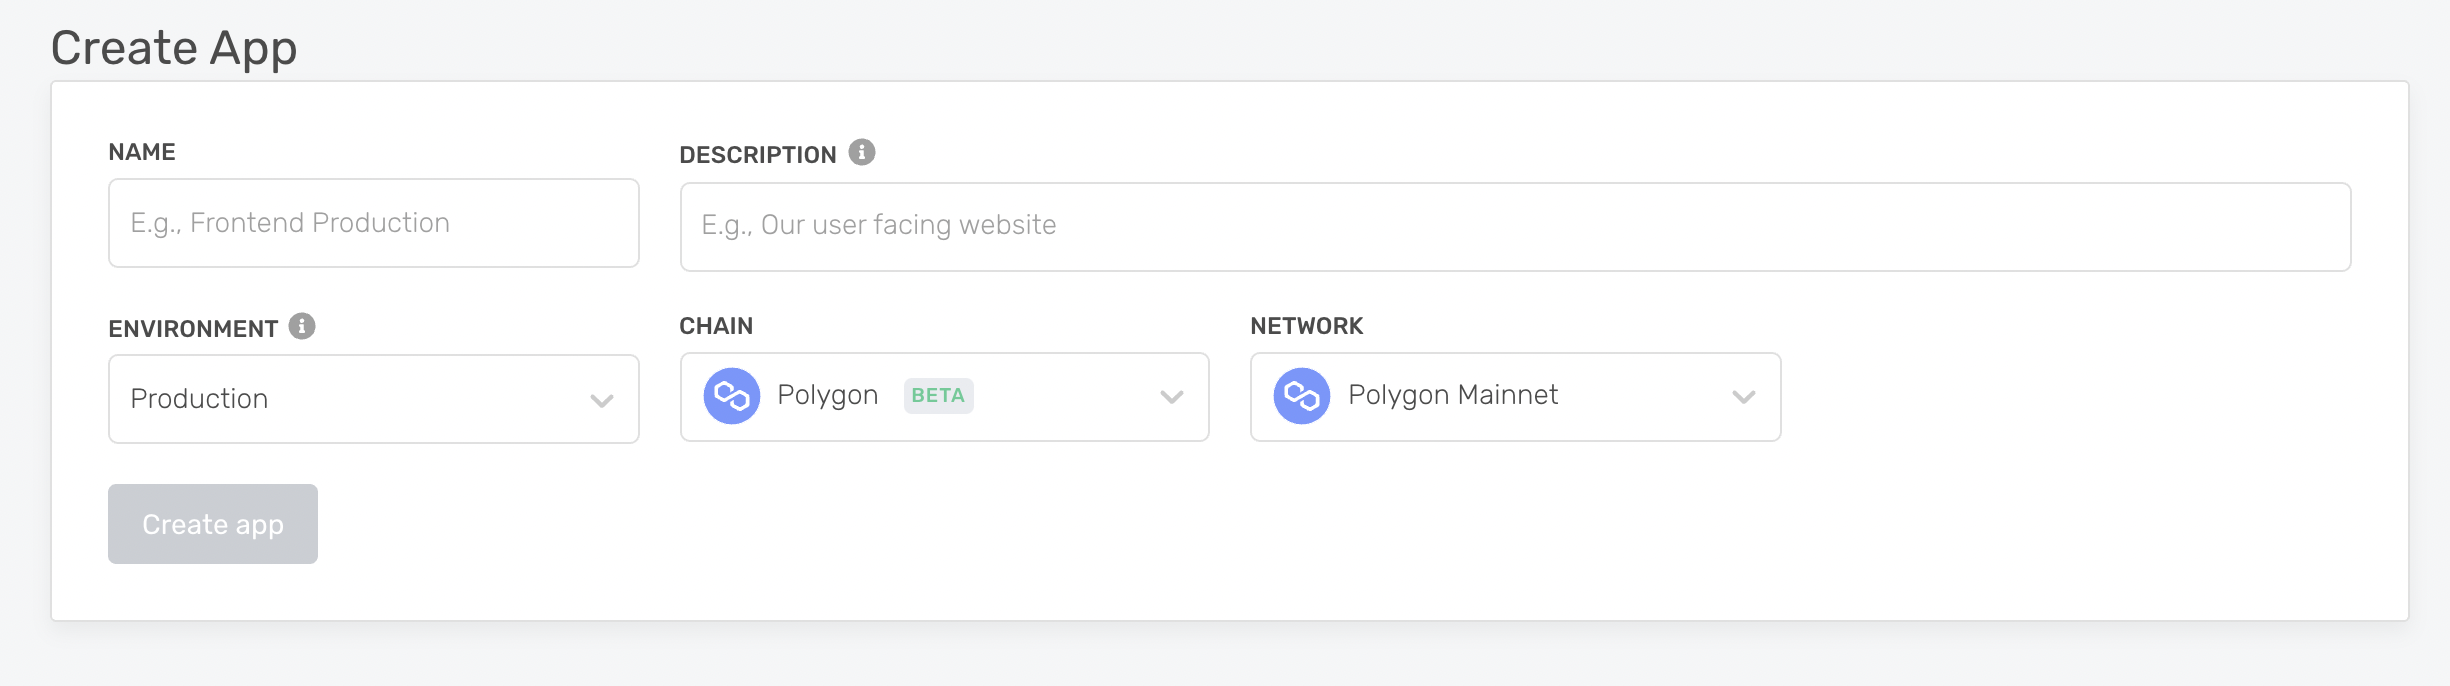 Create App
NAME
DESCRIPTION
E.g., Frontend Production
E.g., Our user facing website
ENVIRONMENT
CHAIN
NETWORK
Production
Polygon BETA
Polygon Mainnet
Create app